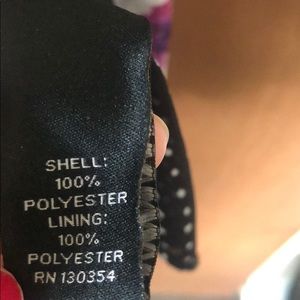 SHELL:
100%
POLYESTER
LINING:
100%
POLYESTER
RN 130354